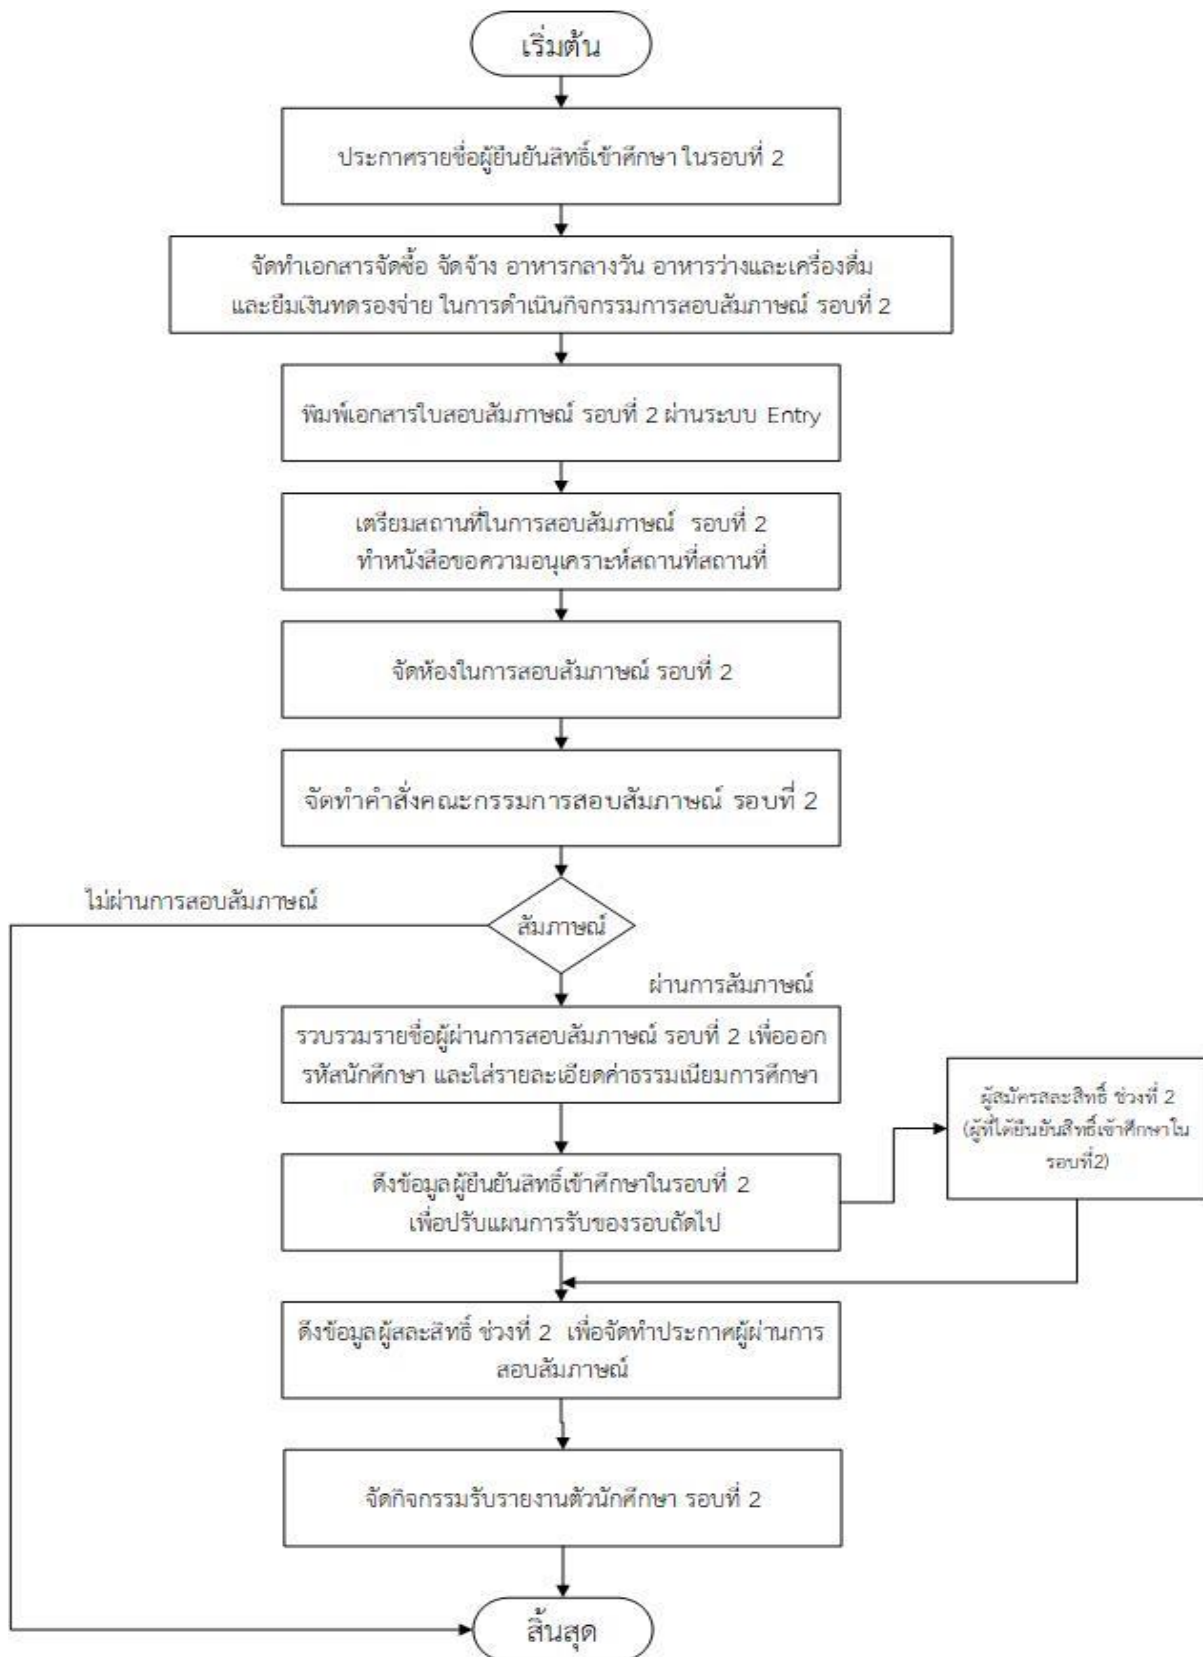 เริ่มต้น
ประกาศรายชื่อผู้ยืนยันสิทธิ์เข้าศึกษา ในรอบที่ 2
จัดทำเอกสารจัดซื้อ จัดจ้าง อาหารกลางวัน อาหารว่างและเครื่องดื่ม
และยืมเงินทดรองจ่าย ในการดำเนินกิจกรรมการสอบสัมภาษณ์ รอบที่ 2
พิมพ์เอกสารใบสอบสัมภาษณ์ รอบที่ 2 ผ่านระบบ Entry
เตรียมสถานที่ในการสอบสัมภาษณ์ รอบที่ 2
ทำหนังสือขอความอนุเคราะห์สถานที่สถานที่
จัดห้องในการสอบสัมภาษณ์ รอบที่ 2
จัดทำคำสั่งคณะกรรมการสอบสัมภาษณ์ รอบที่ 2
ไม่ผ่านการสอบสัมภาษณ์
สัมภาษณ์
ผ่านการสัมภาษณ์
รวบรวมรายชื่อผู้ผ่านการสอบสัมภาษณ์ รอบที่ 2 เพื่อออก
รหัสนักศึกษา และใส่รายละเอียดค่าธรรมเนียมการศึกษา
ผู้สมัครสละสิทธิ์ ช่วงที่ 2
(ผู้ที่ได้ยืนยันสิทธิ์เข้าศึกษาใน
รอบที่2)
ดึงข้อมูลผู้ยืนยันสิทธิ์เข้าศึกษาในรอบที่ 2
เพื่อปรับแผนการรับของรอบถัดไป
ดึงข้อมูลผู้สละสิทธิ์ ช่วงที่ 2 เพื่อจัดทำประกาศผู้ผ่านการ
สอบสัมภาษณ์
จัดกิจกรรมรับรายงานตัวนักศึกษา รอบที่ 2
สิ้นสุด